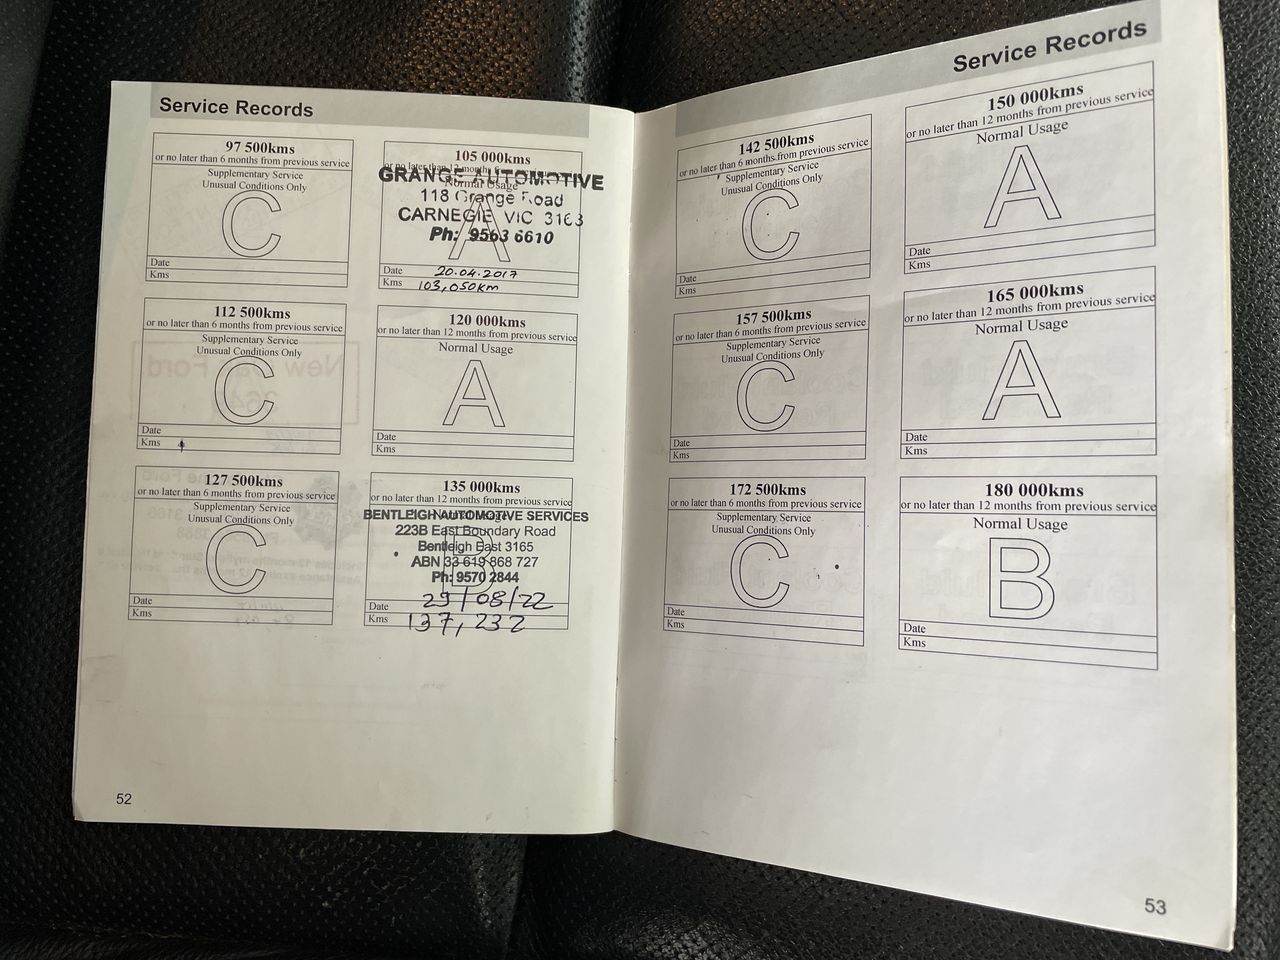 Service Records
97 500kms
or no later than 6 months from previous service
Supplementary Service
Unusual Conditions Only
C
Date
Kms
105 000kms
or no later than 12 months
Normal Usage
A
GRANGE AUTOMOTIVE
118 Grange Road
CARNEGIE VIC 3163
Ph: 9563 6610
Date 20.04.2017
Kms 103,050km
112 500kms
or no later than 6 months from previous service
Supplementary Service
Unusual Conditions Only
C
Date
Kms
120 000kms
or no later than 12 months from previous service
Normal Usage
A
Date
Kms
127 500kms
or no later than 6 months from previous service
Supplementary Service
Unusual Conditions Only
C
Date
Kms
135 000kms
or no later than 12 months from previous service
Normal Usage
B
BENTLEIGH AUTOMOTIVE SERVICES
223B East Boundary Road
Bentleigh East 3165
ABN 33 619 868 727
Ph: 9570 2844
Date 29/08/22
Kms 137,232
52
Service Records
142 500kms
or no later than 6 months from previous service
Supplementary Service
Unusual Conditions Only
C
Date
Kms
150 000kms
or no later than 12 months from previous service
Normal Usage
A
Date
Kms
157 500kms
or no later than 6 months from previous service
Supplementary Service
Unusual Conditions Only
C
Date
Kms
165 000kms
or no later than 12 months from previous service
Normal Usage
A
Date
Kms
172 500kms
or no later than 6 months from previous service
Supplementary Service
Unusual Conditions Only
C
Date
Kms
180 000kms
or no later than 12 months from previous service
Normal Usage
B
Date
Kms
53